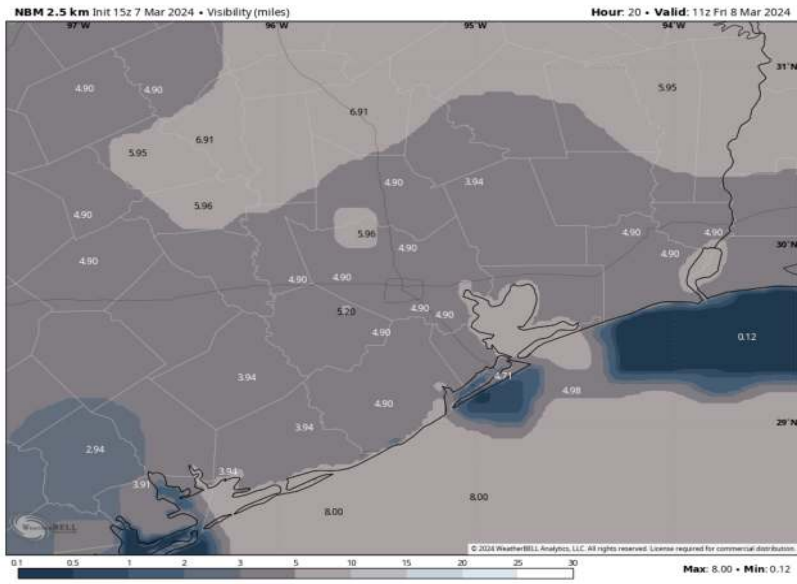 NBM 2.5 km Init 15z 7 Mar 2024 • Visibility (miles) Hour: 20 • Valid: 11z Fri 8 Mar 2024
97°W 96°W 95°W 94°W
31°N
4.90 4.90 5.95
6.91
6.91
5.95
4.90 3.94
5.96
4.90
5.96 4.90 4.90
4.90 4.90
4.90
30°N
4.90 4.90
5.20 4.90 4.90
4.90 0.12
3.94 4.71
4.98
4.90
3.94 29°N
2.94
3.94
3.91
8.00
8.00
WeatherBELL
© 2024 WeatherBELL Analytics, LLC. All rights reserved. License required for commercial distribution.
0.1 0.5 1 2 3 5 10 15 20 25 30
Max: 8.00 • Min: 0.12